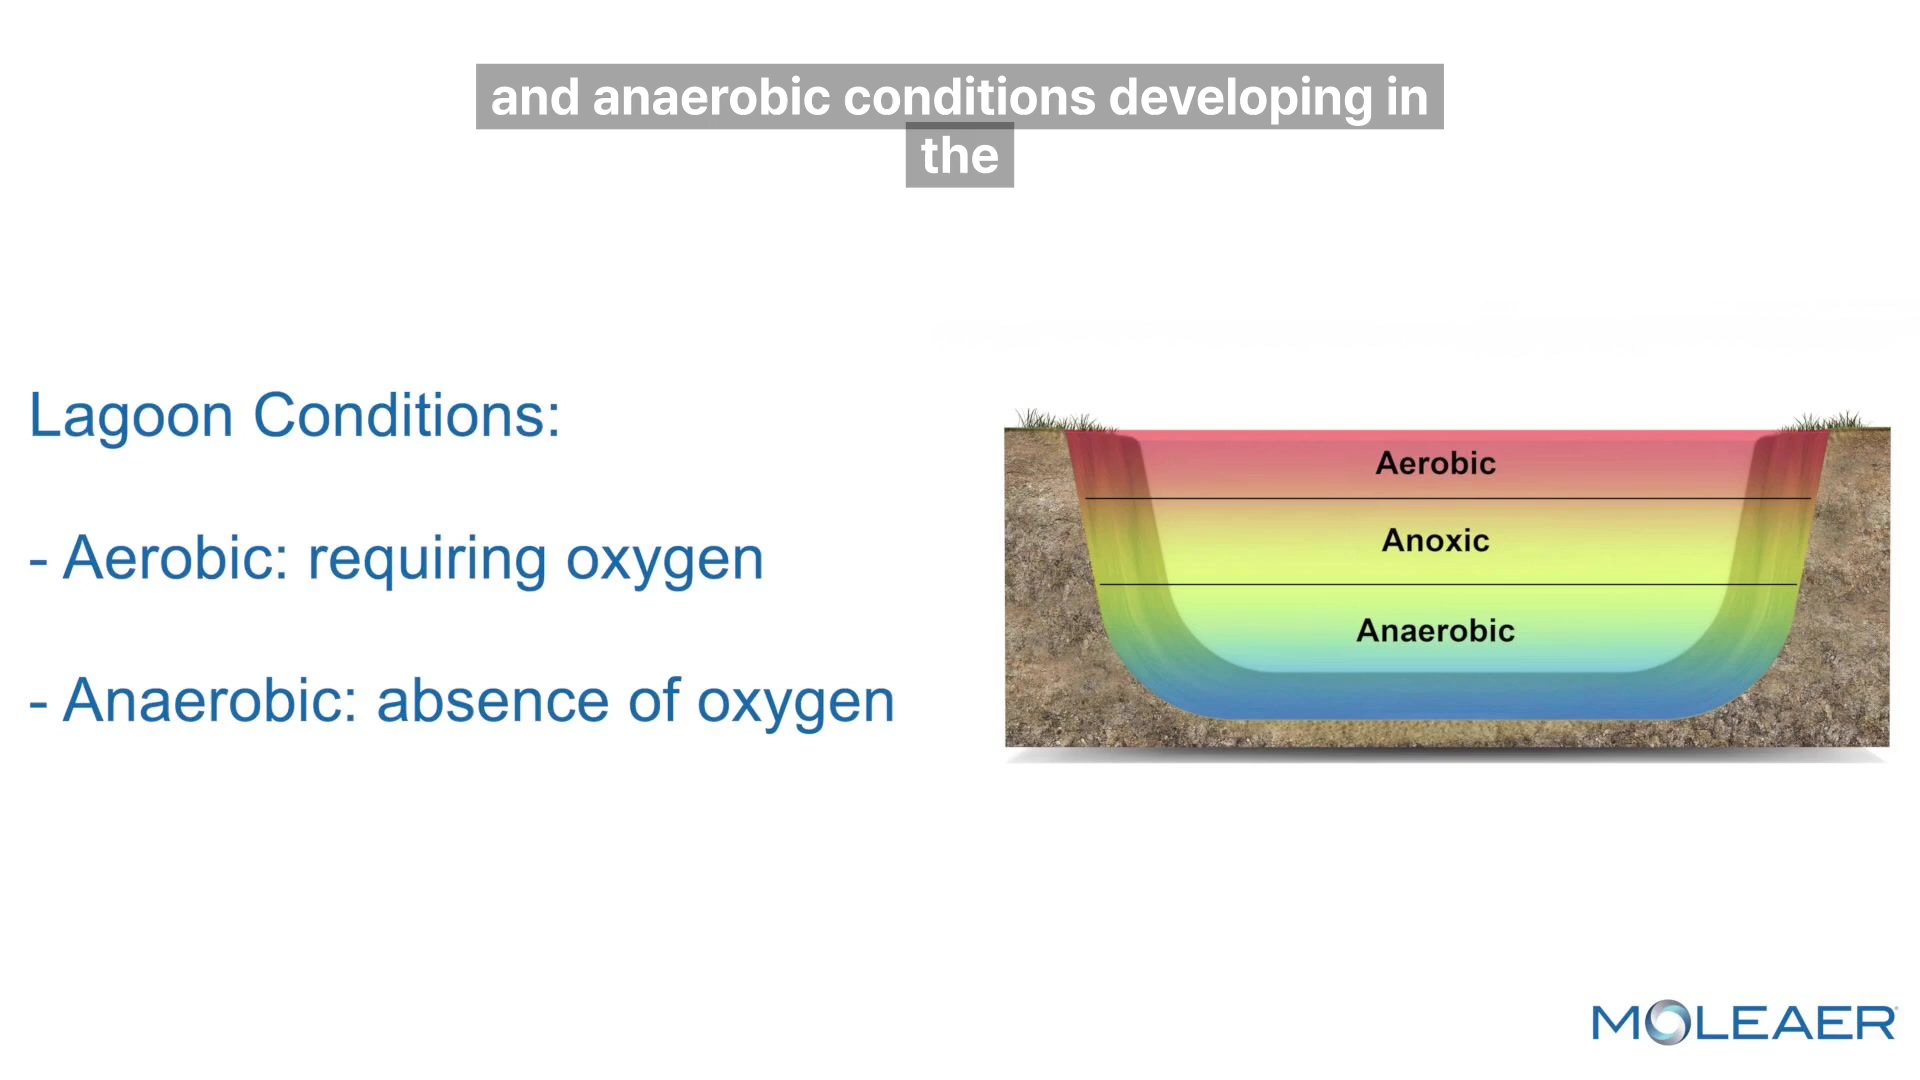 and anaerobic conditions developing in
the
Lagoon Conditions:
- Aerobic: requiring oxygen
- Anaerobic: absence of oxygen
Aerobic
Anoxic
Anaerobic
MOLEAER